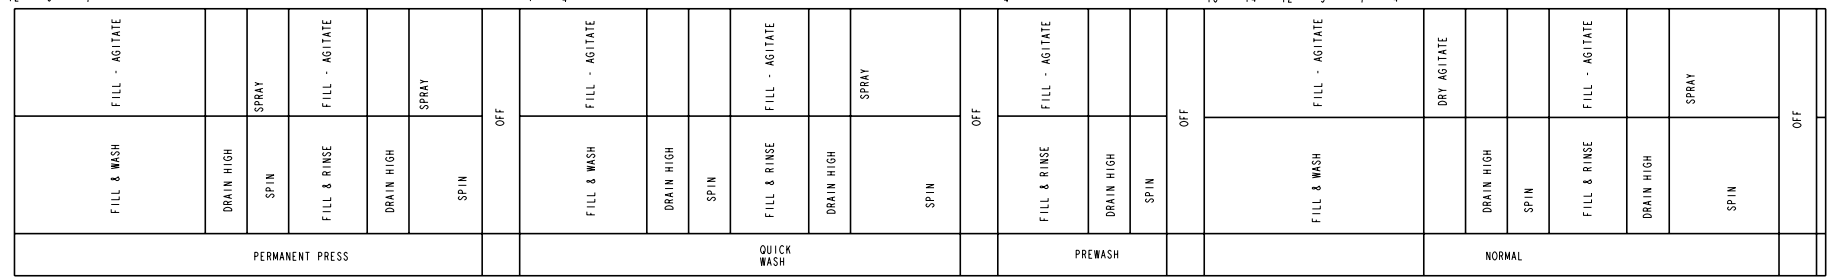 FILL - AGITATE
SPRAY
FILL - AGITATE
SPRAY
OFF
FILL - AGITATE
FILL - AGITATE
SPRAY
OFF
FILL - AGITATE
OFF
FILL - AGITATE
DRY AGITATE
FILL - AGITATE
SPRAY
OFF
FILL & WASH
DRAIN HIGH
SPIN
FILL & RINSE
DRAIN HIGH
SPIN
FILL & WASH
DRAIN HIGH
SPIN
FILL & RINSE
DRAIN HIGH
SPIN
FILL & RINSE
DRAIN HIGH
SPIN
FILL & WASH
DRAIN HIGH
SPIN
FILL & RINSE
DRAIN HIGH
SPIN
PERMANENT PRESS
QUICK
WASH
PREWASH
NORMAL